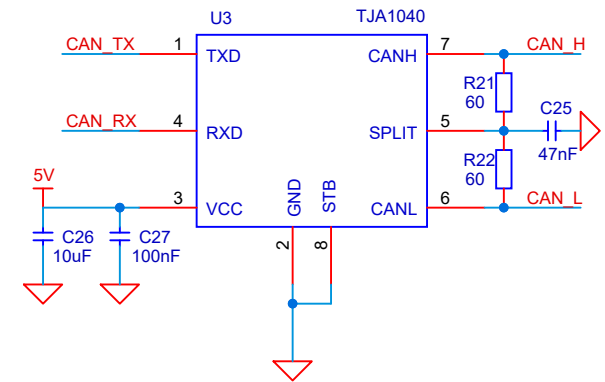 U3 TJA1040
CAN_TX 1 TXD CANH 7 CAN_H
R21
60
C25
47nF
CAN_RX 4 RXD SPLIT 5
R22
60
5V
3 VCC GND STB CANL 6 CAN_L
C26
10uF
C27
100nF
2 8